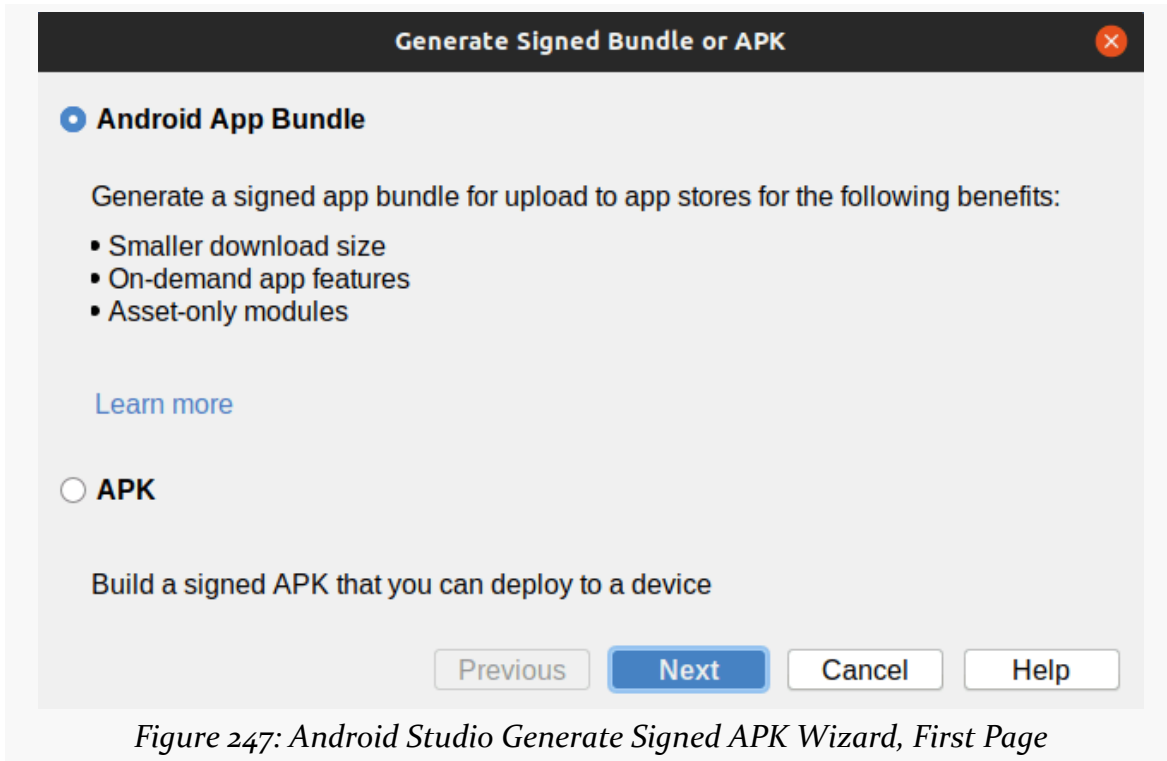 Generate Signed Bundle or APK
Android App Bundle
Generate a signed app bundle for upload to app stores for the following benefits:
• Smaller download size
• On-demand app features
• Asset-only modules
Learn more
APK
Build a signed APK that you can deploy to a device
Previous Next Cancel Help
Figure 247: Android Studio Generate Signed APK Wizard, First Page